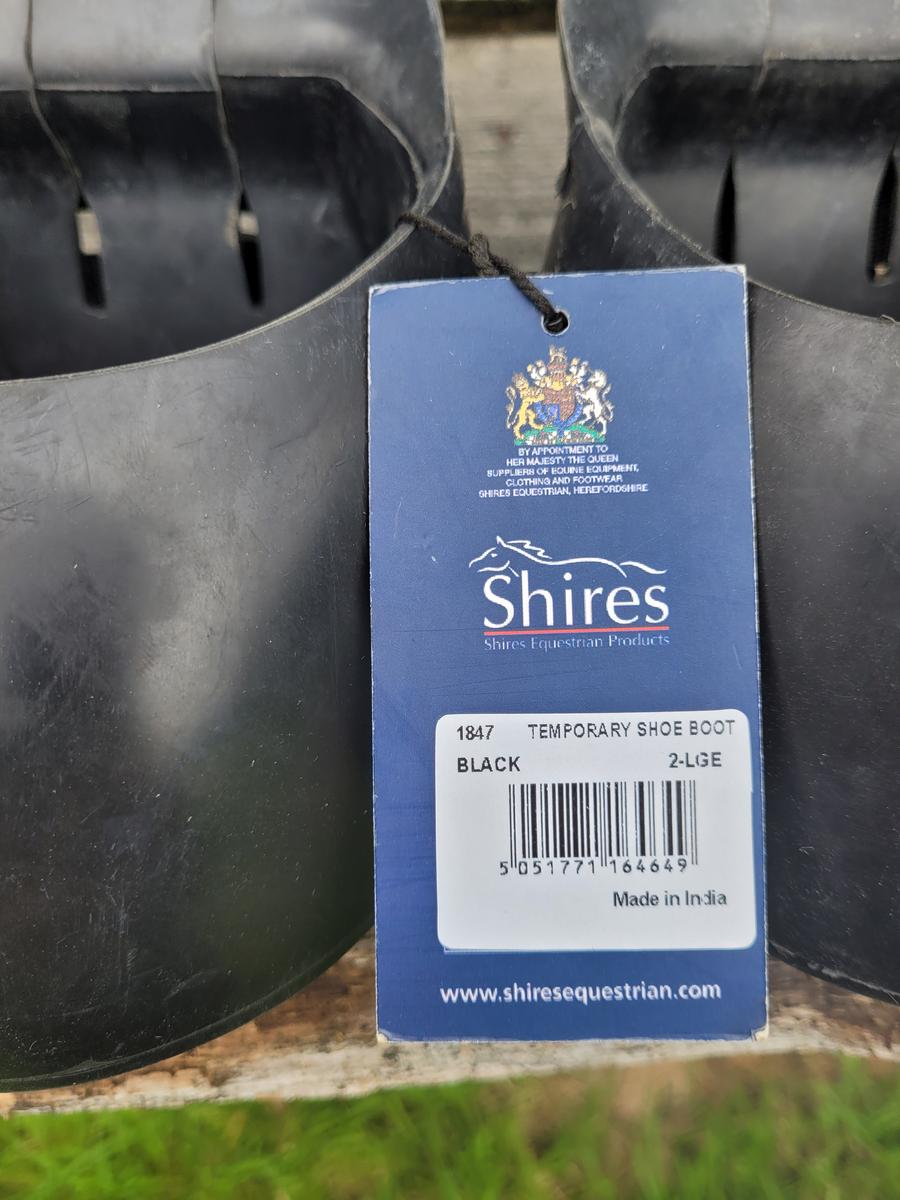 BY APPOINTMENT TO
HER MAJESTY THE QUEEN
SUPPLIERS OF EQUINE EQUIPMENT,
CLOTHING AND FOOTWEAR
SHIRES EQUESTRIAN, HEREFORDSHIRE
Shires
Shires Equestrian Products
1847 TEMPORARY SHOE BOOT
BLACK 2-LGE
5 051771 164649
Made in India
www.shiresequestrian.com